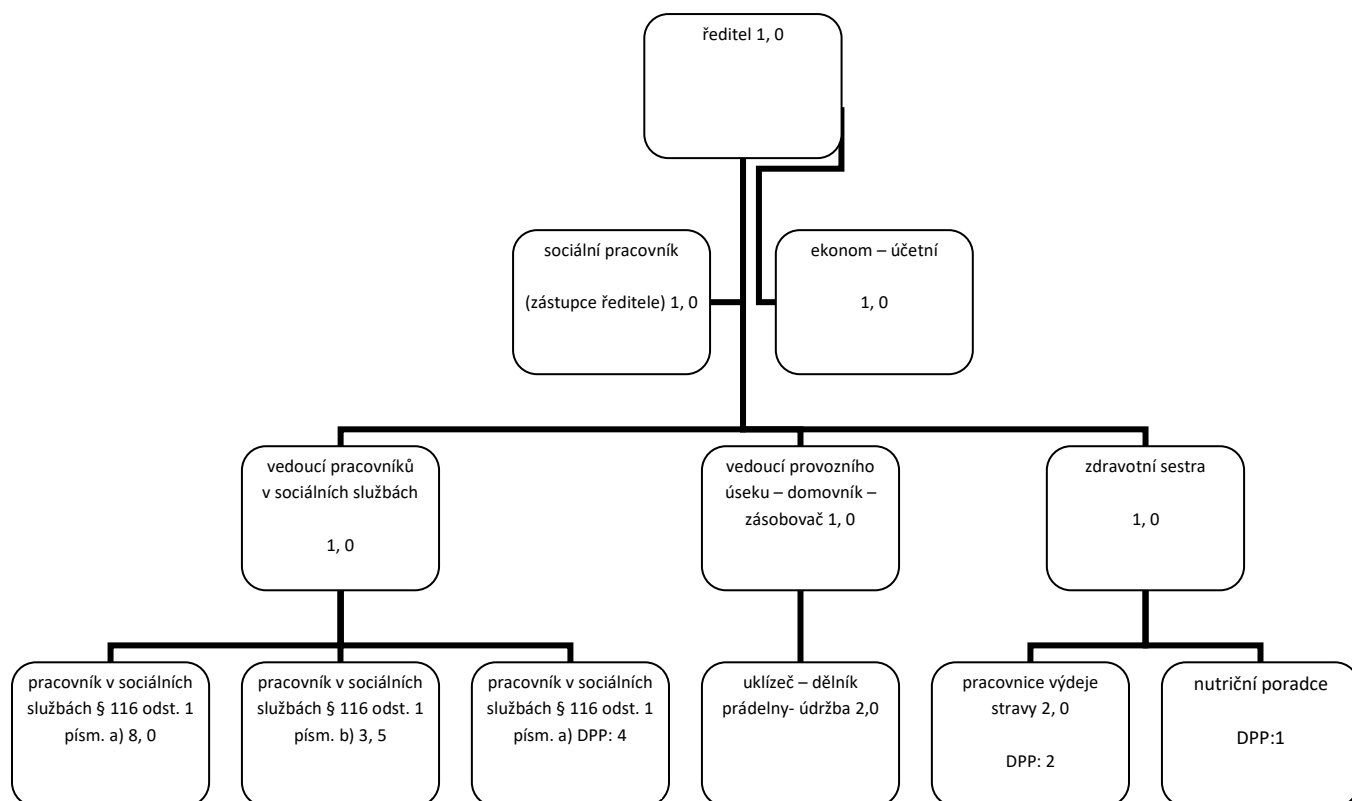 ředitel 1, 0
sociální pracovník
(zástupce ředitele) 1, 0
ekonom – účetní
1, 0
vedoucí pracovníků
v sociálních službách
1, 0
vedoucí provozního
úseku – domovník –
zásobovač 1, 0
zdravotní sestra
1, 0
pracovník v sociálních
službách § 116 odst. 1
písm. a) 8, 0
pracovník v sociálních
službách § 116 odst. 1
písm. b) 3, 5
pracovník v sociálních
službách § 116 odst. 1
písm. a) DPP: 4
uklízeč – dělník
prádelny- údržba 2,0
pracovnice výdeje
stravy 2, 0
DPP: 2
nutriční poradce
DPP:1